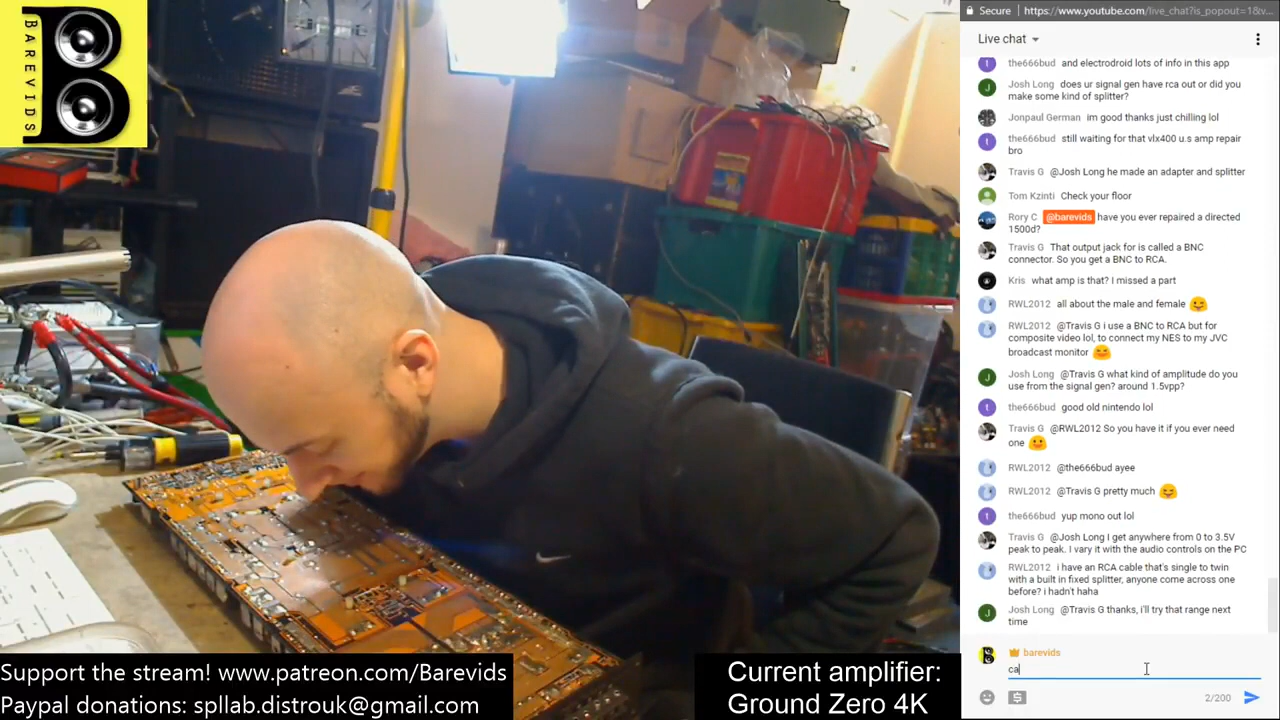 BAREVIDS
Secure | https://www.youtube.com/live_chat?is_popout=1&v...
Live chat
the666bud and electrodroid lots of info in this app
Josh Long does ur signal gen have rca out or did you
make some kind of splitter?
Jonpaul German im good thanks just chilling lol
the666bud still waiting for that vlx400 u.s amp repair
bro
Travis G @Josh Long he made an adapter and splitter
Tom Kzinti Check your floor
Rory C @barevids have you ever repaired a directed
1500d?
Travis G That output jack for is called a BNC
connector. So you get a BNC to RCA.
Kris what amp is that? I missed a part
RWL2012 all about the male and female
RWL2012 @Travis G i use a BNC to RCA but for
composite video lol, to connect my NES to my JVC
broadcast monitor
Josh Long @Travis G what kind of amplitude do you
use from the signal gen? around 1.5vpp?
the666bud good old nintendo lol
Travis G @RWL2012 So you have it if you ever need
one
RWL2012 @the666bud ayee
RWL2012 @Travis G pretty much
the666bud yup mono out lol
Travis G @Josh Long I get anywhere from 0 to 3.5V
peak to peak. I vary it with the audio controls on the PC
RWL2012 i have an RCA cable that's single to twin
with a built in fixed splitter, anyone come across one
before? i hadn't haha
Josh Long @Travis G thanks, i'll try that range next
time
barevids
ca
2/200
Support the stream! www.patreon.com/Barevids
Paypal donations: spllab.distrouk@gmail.com
Current amplifier:
Ground Zero 4K